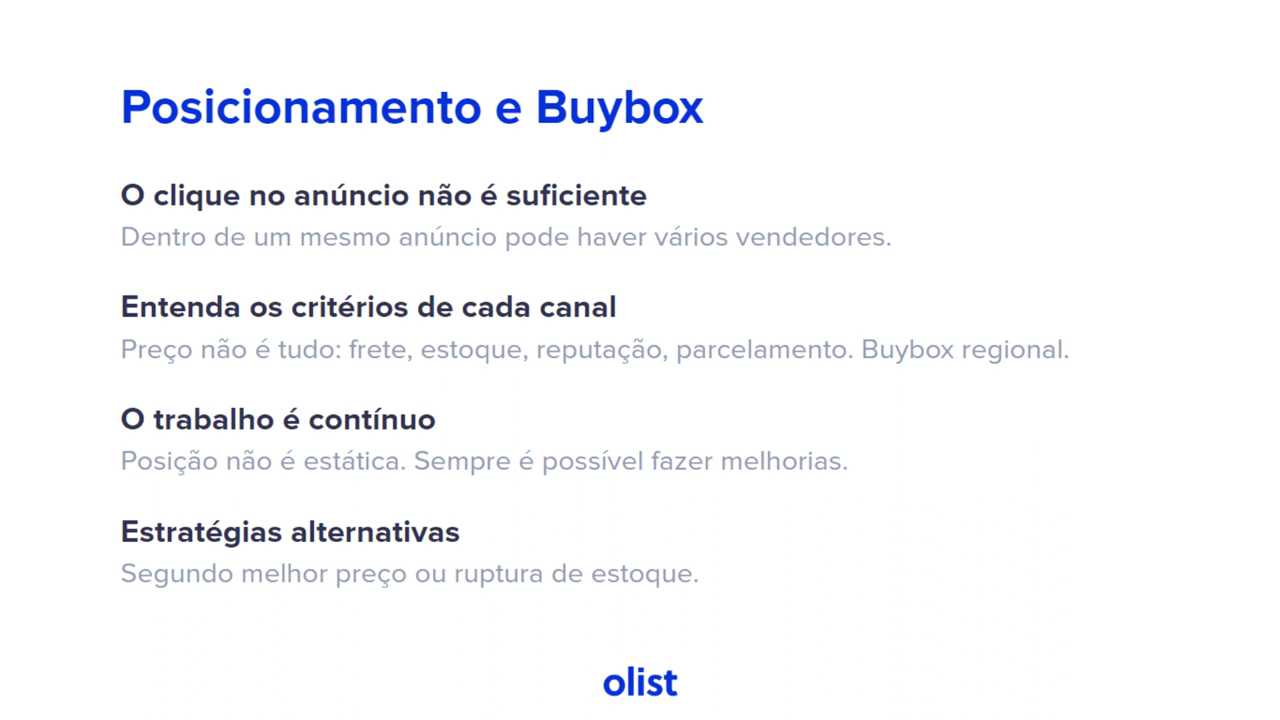 Posicionamento e Buybox
O clique no anúncio não é suficiente
Dentro de um mesmo anúncio pode haver vários vendedores.
Entenda os critérios de cada canal
Preço não é tudo: frete, estoque, reputação, parcelamento. Buybox regional.
O trabalho é contínuo
Posição não é estática. Sempre é possível fazer melhorias.
Estratégias alternativas
Segundo melhor preço ou ruptura de estoque.
olist